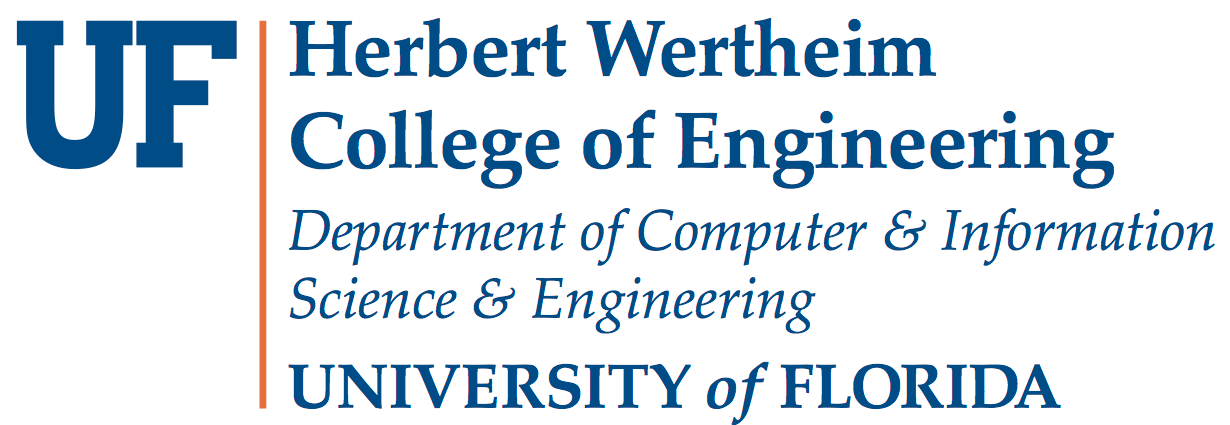 UF
Herbert Wertheim
College of Engineering
Department of Computer & Information
Science & Engineering
UNIVERSITY of FLORIDA